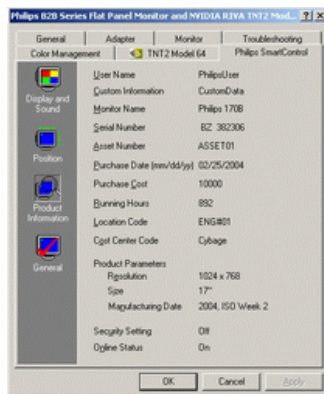 Philips B2B Series Flat Panel Monitor and NVIDIA RIVA TNT2 Mod... ? X
General Adapter Monitor Troubleshooting
Color Management TNT2 Model 64 Philips SmartControl
Display and Sound
Position
Product Information
General
User Name PhilipsUser
Custom Information CustomData
Monitor Name Philips 170B
Serial Number BZ 382306
Asset Number ASSET01
Purchase Date (mm/dd/yy) 02/25/2004
Purchase Cost 10000
Running Hours 892
Location Code ENG#01
Cost Center Code Cybage
Product Parameters
Resolution 1024 x 768
Size 17"
Manufacturing Date 2004, ISO Week 2
Security Setting Off
Online Status On
OK Cancel Apply